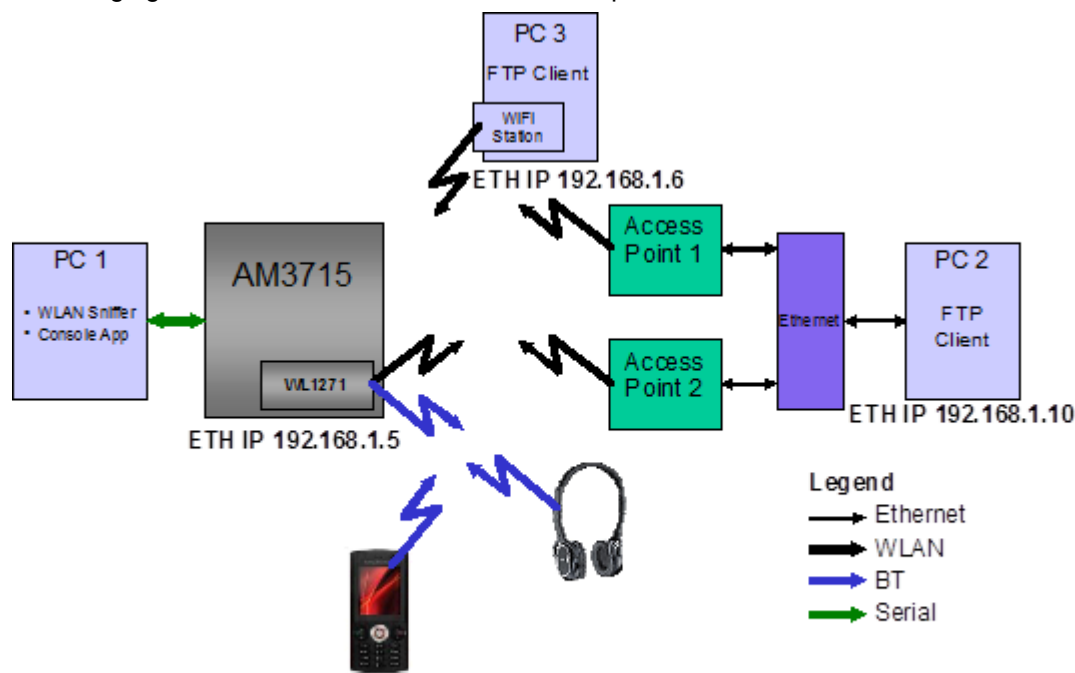 PC 3
FTP Client
WIFI
Station
ETH IP 192.168.1.6
Access
Point 1
PC 1
• WLAN Sniffer
• Console App
AM3715
WL1271
ETH IP 192.168.1.5
Ethernet
PC 2
FTP
Client
Access
Point 2
ETH IP 192.168.1.10
Legend
Ethernet
WLAN
BT
Serial